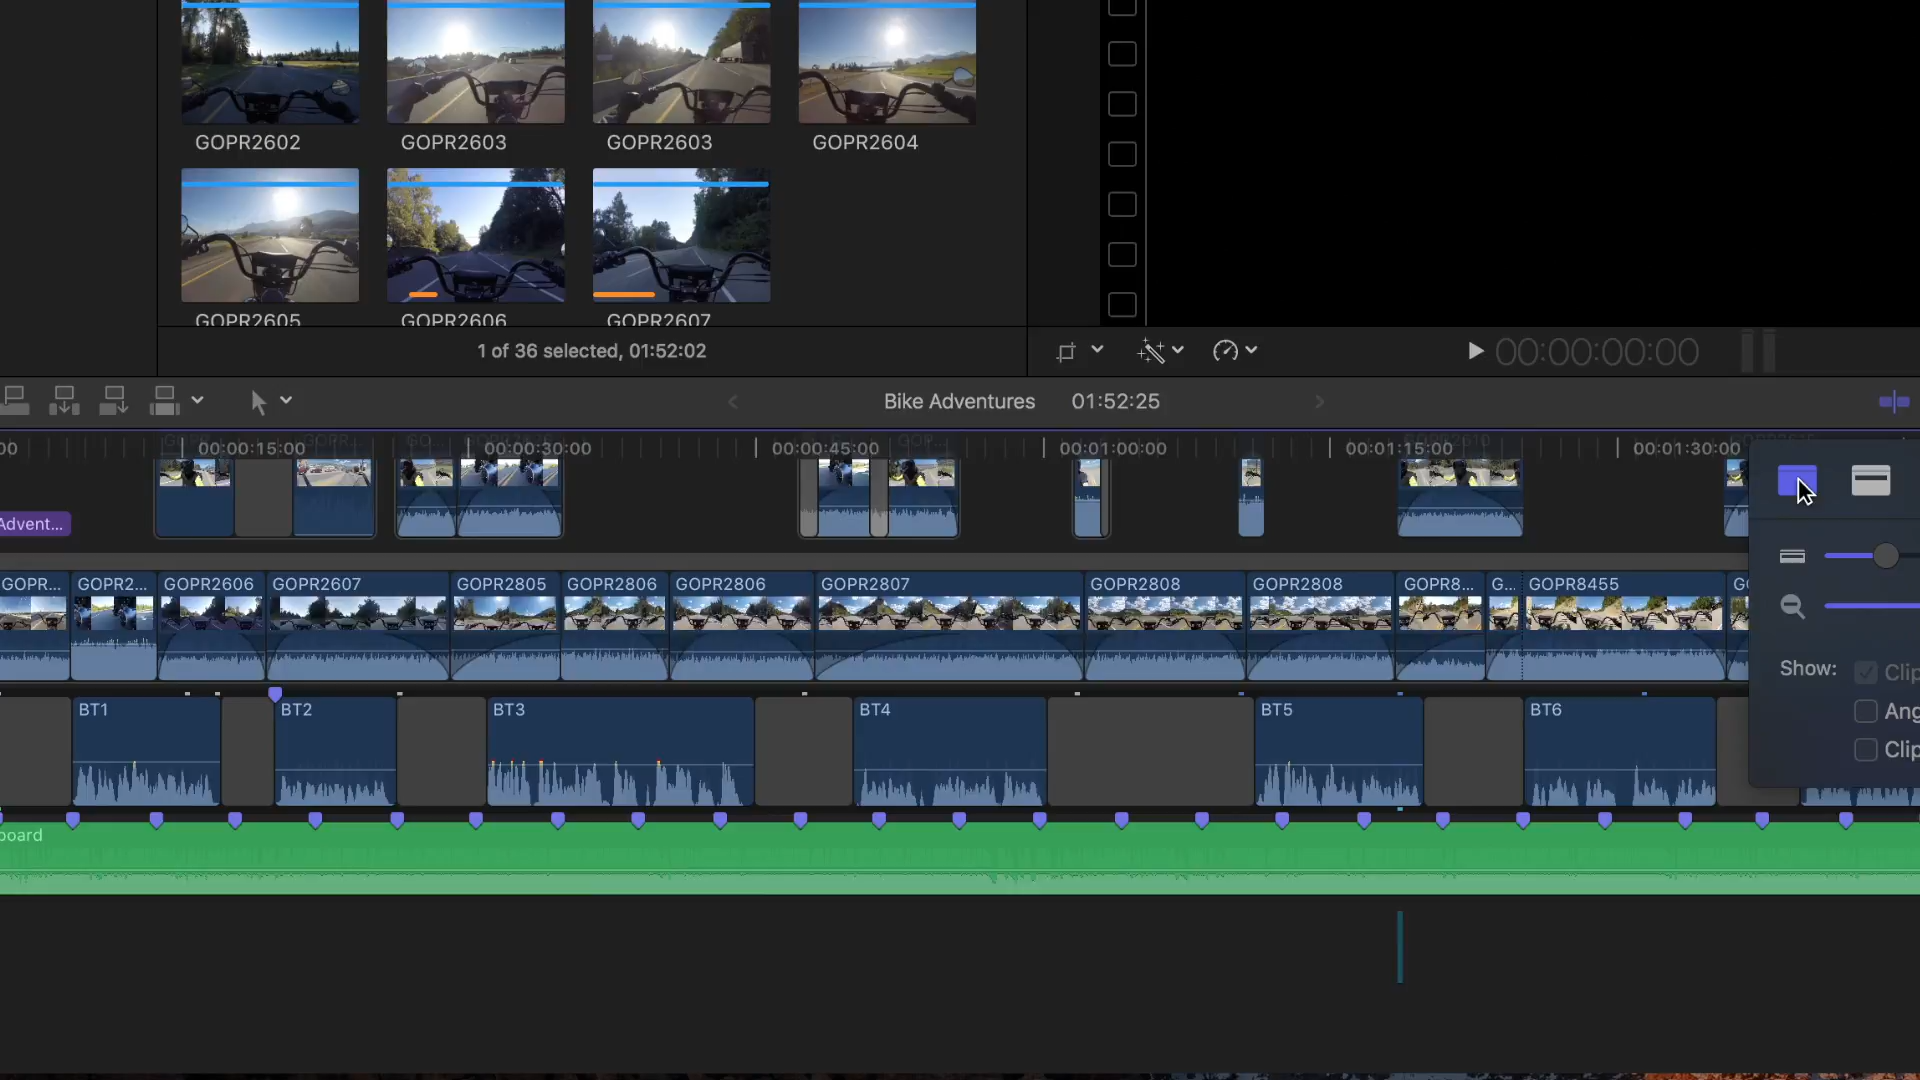 GOPR2602 GOPR2603 GOPR2603 GOPR2604
GOPR2605 GOPR2606 GOPR2607
1 of 36 selected, 01:52:02
00:00:00:00
Bike Adventures 01:52:25
00 00:00:15:00 00:00:30:00 00:00:45:00 00:01:00:00 00:01:15:00 00:01:30:00
Advent...
GOPR... GOPR2... GOPR2606 GOPR2607 GOPR2805 GOPR2806 GOPR2806 GOPR2807 GOPR2808 GOPR2808 GOPR8... G... GOPR8455 GO
Show: Clip
Ang
Clip
BT1 BT2 BT3 BT4 BT5 BT6
board